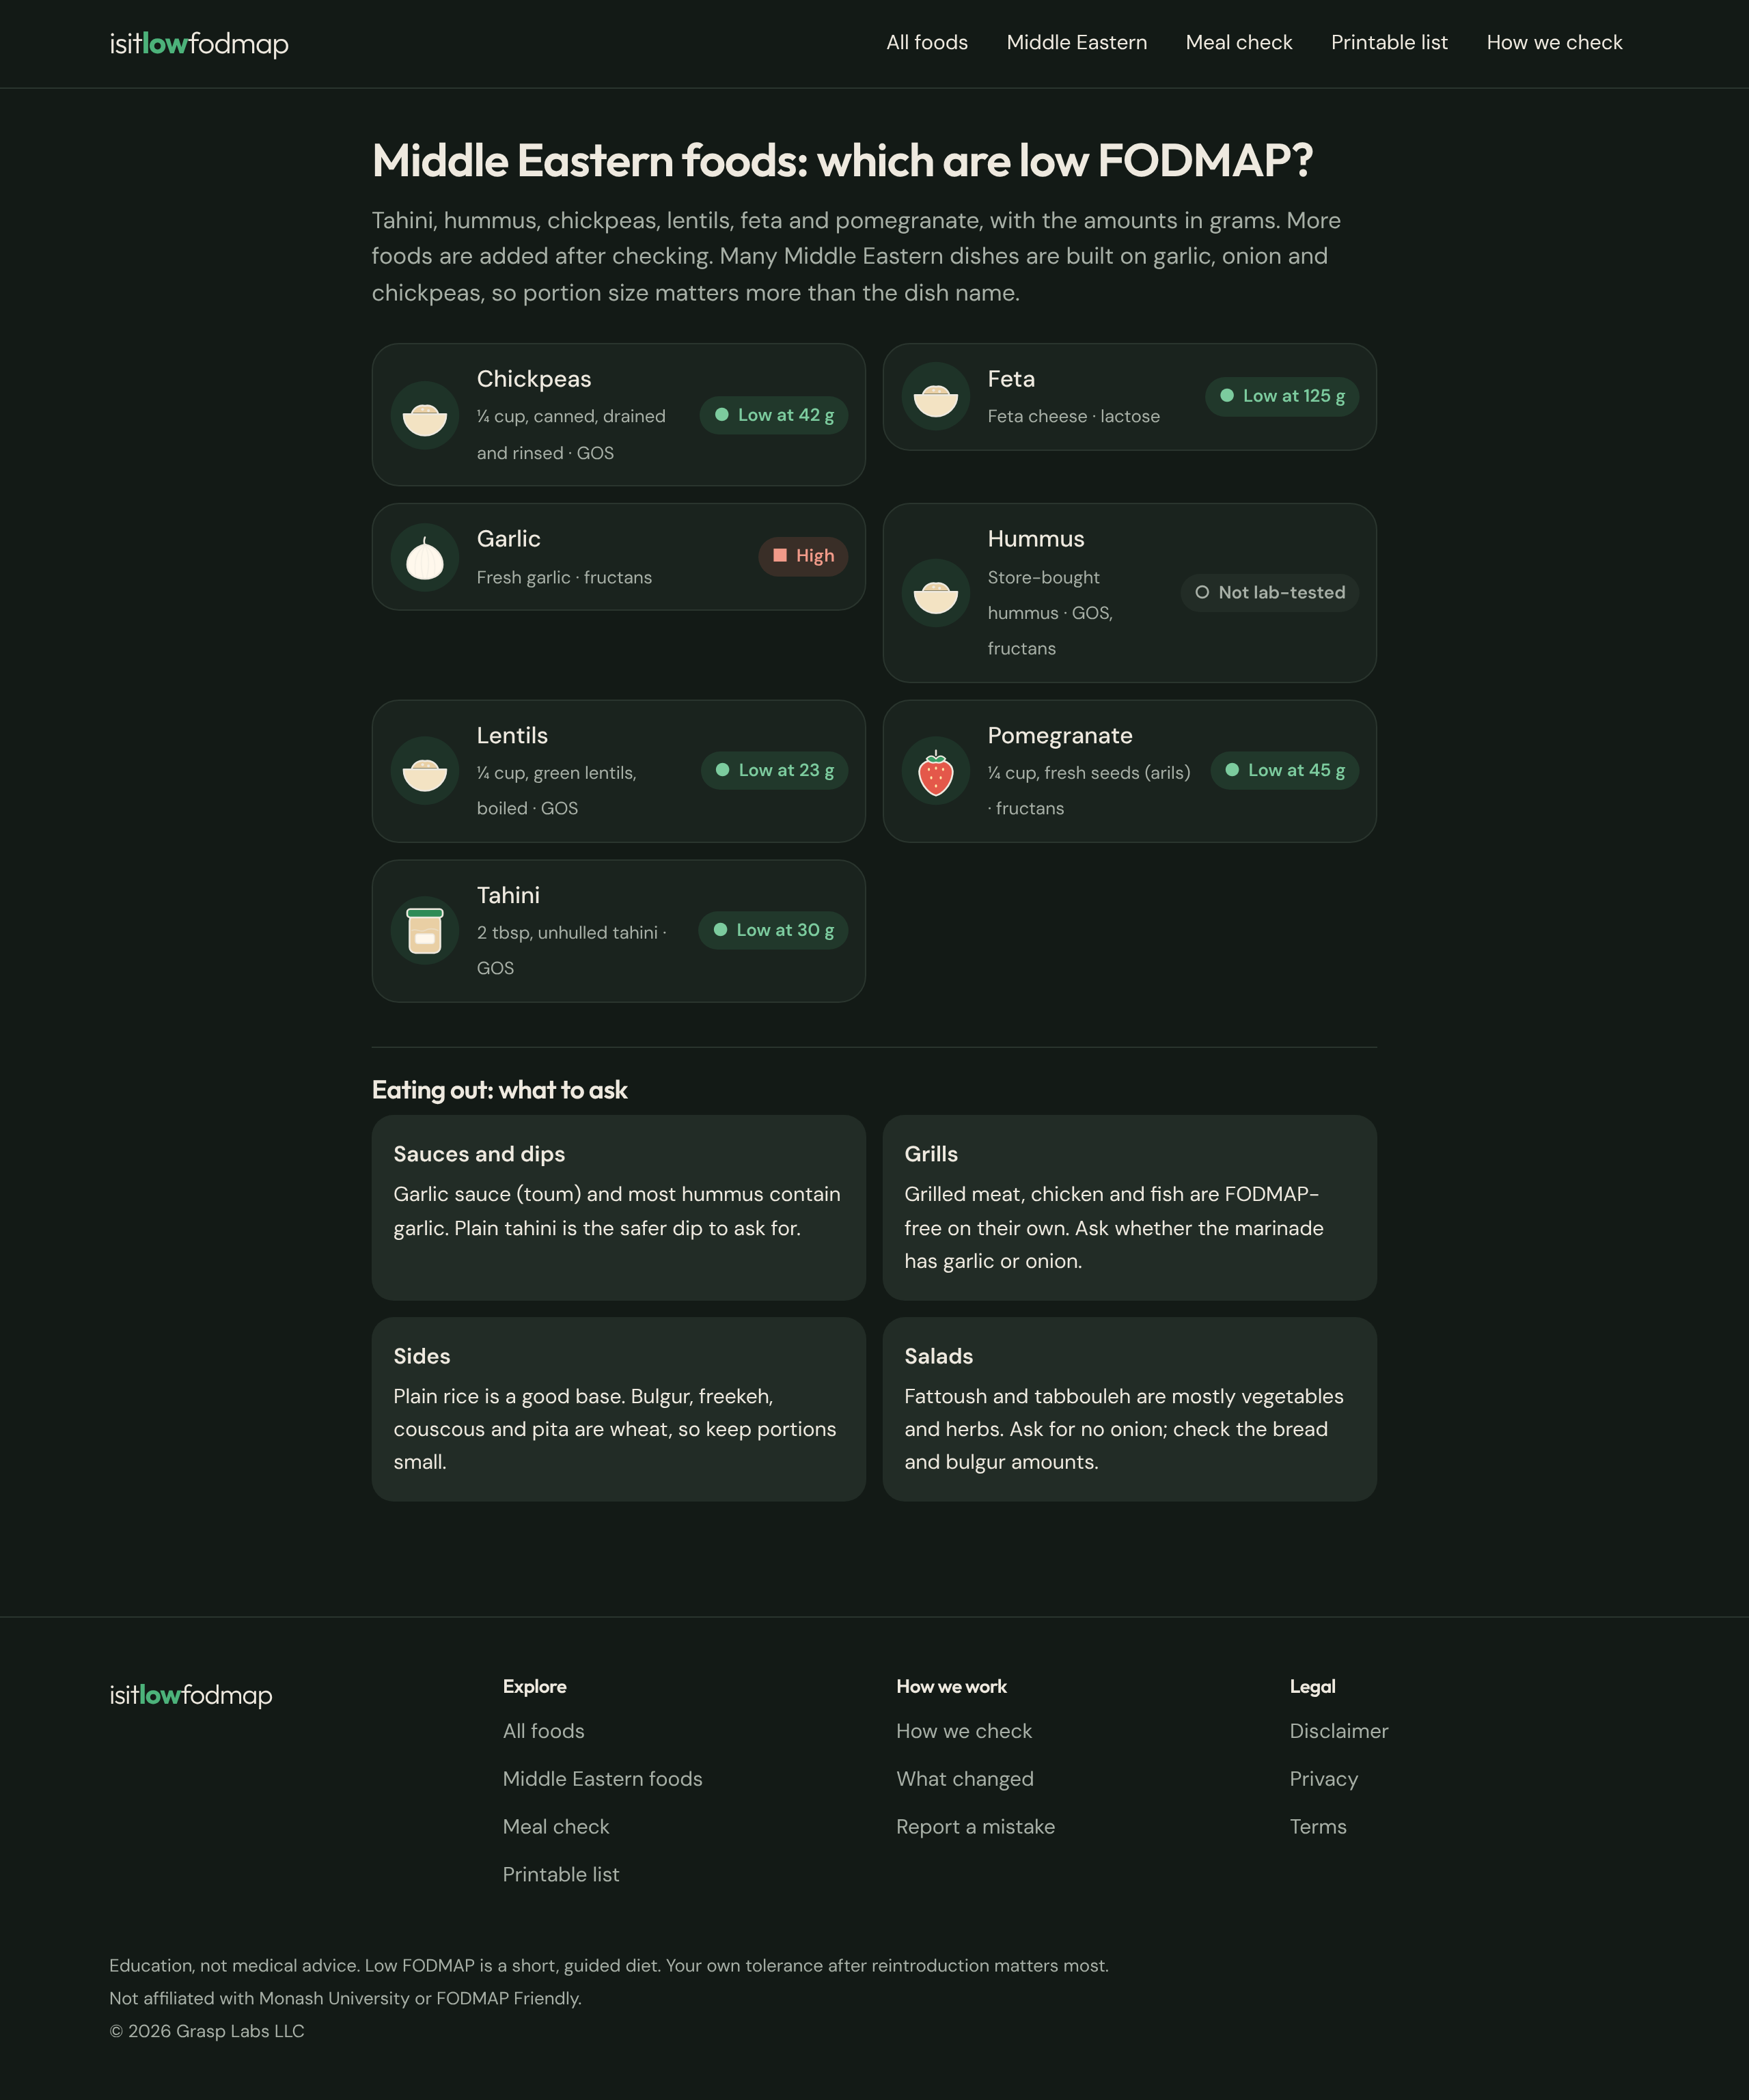 isitlowfodmap
All foods Middle Eastern Meal check Printable list How we check
Middle Eastern foods: which are low FODMAP?
Tahini, hummus, chickpeas, lentils, feta and pomegranate, with the amounts in grams. More
foods are added after checking. Many Middle Eastern dishes are built on garlic, onion and
chickpeas, so portion size matters more than the dish name.
Chickpeas
¼ cup, canned, drained
and rinsed · GOS
Low at 42 g
Feta
Feta cheese · lactose
Low at 125 g
Garlic
Fresh garlic · fructans
High
Hummus
Store-bought
hummus · GOS,
fructans
Not lab-tested
Lentils
¼ cup, green lentils,
boiled · GOS
Low at 23 g
Pomegranate
¼ cup, fresh seeds (arils)
· fructans
Low at 45 g
Tahini
2 tbsp, unhulled tahini ·
GOS
Low at 30 g
Eating out: what to ask
Sauces and dips
Garlic sauce (toum) and most hummus contain
garlic. Plain tahini is the safer dip to ask for.
Grills
Grilled meat, chicken and fish are FODMAP-
free on their own. Ask whether the marinade
has garlic or onion.
Sides
Plain rice is a good base. Bulgur, freekeh,
couscous and pita are wheat, so keep portions
small.
Salads
Fattoush and tabbouleh are mostly vegetables
and herbs. Ask for no onion; check the bread
and bulgur amounts.
isitlowfodmap
Explore
All foods
Middle Eastern foods
Meal check
Printable list
How we work
How we check
What changed
Report a mistake
Legal
Disclaimer
Privacy
Terms
Education, not medical advice. Low FODMAP is a short, guided diet. Your own tolerance after reintroduction matters most.
Not affiliated with Monash University or FODMAP Friendly.
© 2026 Grasp Labs LLC